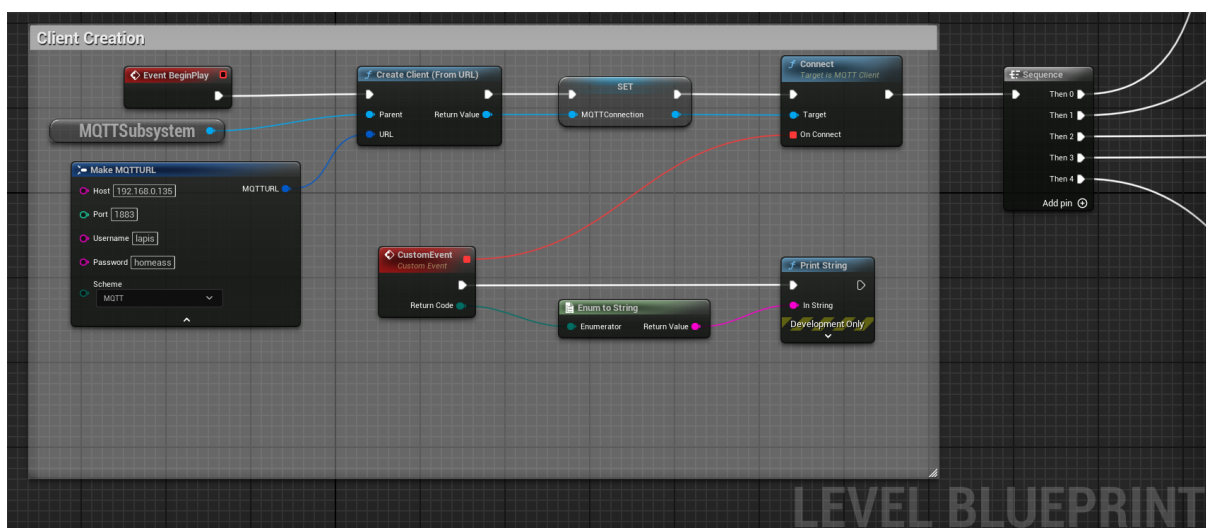 Client Creation
Event BeginPlay
MQTTSubsystem
Make MQTTURL
Host 192.168.0.135
MQTTURL
Port 1883
Username lapis
Password homeass
Scheme
MQTT
Create Client (From URL)
Parent
Return Value
URL
SET
MQTTConnection
Connect
Target is MQTT Client
Target
On Connect
CustomEvent
Custom Event
Return Code
Enum to String
Enumerator
Return Value
Print String
In String
Development Only
Sequence
Then 0
Then 1
Then 2
Then 3
Then 4
Add pin
LEVEL BLUEPRINT